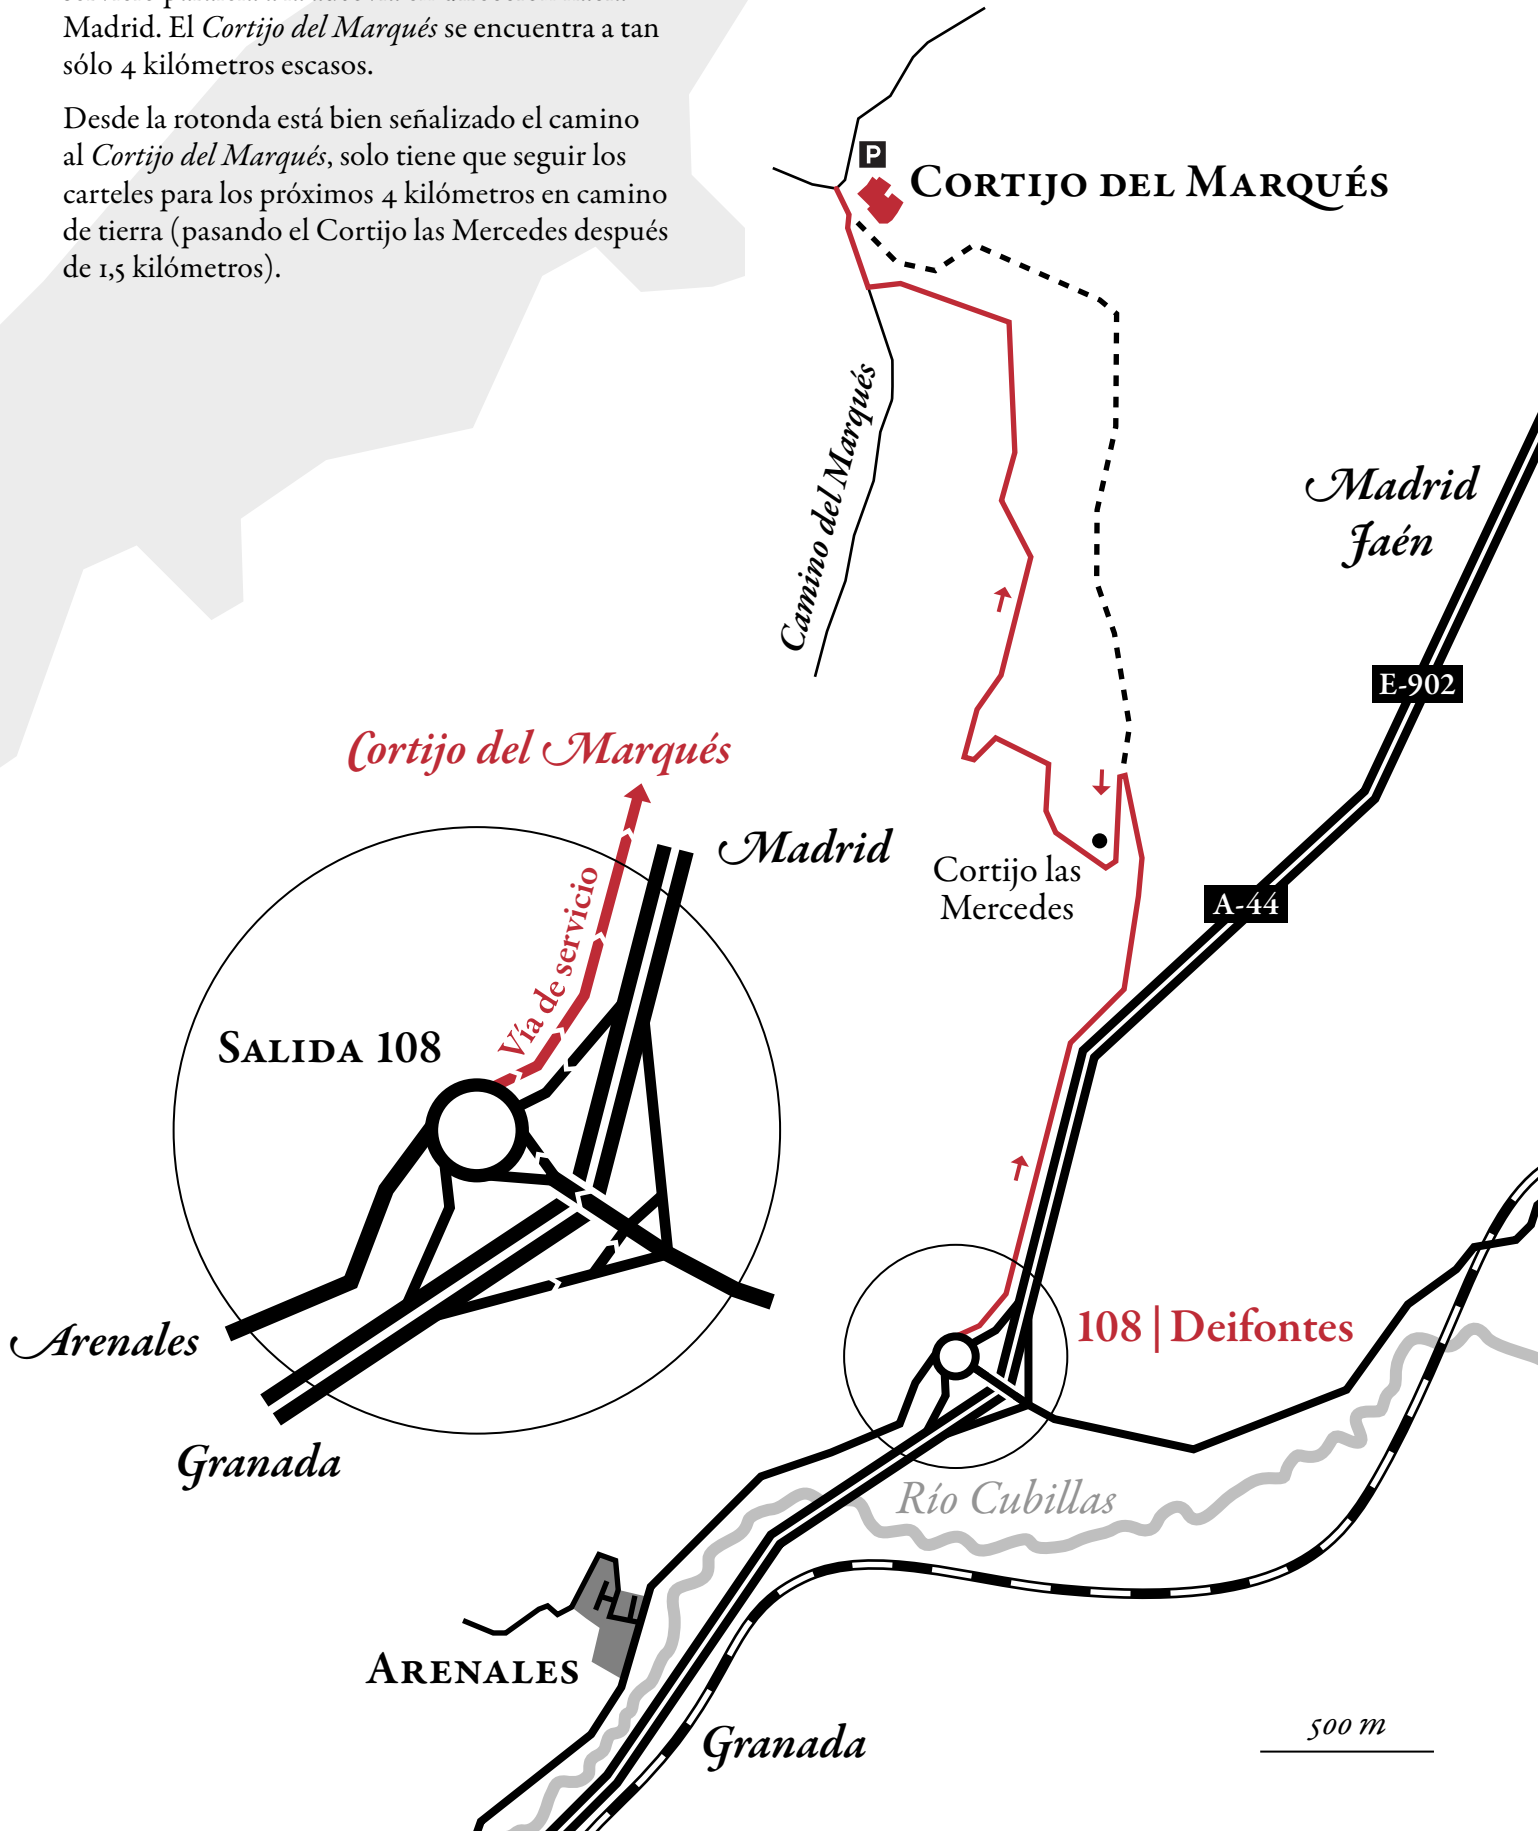 Madrid. El Cortijo del Marqués se encuentra a tan
sólo 4 kilómetros escasos.
Desde la rotonda está bien señalizado el camino
al Cortijo del Marqués, solo tiene que seguir los
carteles para los próximos 4 kilómetros en camino
de tierra (pasando el Cortijo las Mercedes después
de 1,5 kilómetros).
P
Cortijo del Marqués
Camino del Marqués
Madrid
Jaén
E-902
Cortijo del Marqués
Madrid
Vía de servicio
Cortijo las
Mercedes
A-44
Salida 108
Arenales
Granada
108 | Deifontes
Río Cubillas
Arenales
Granada
500 m